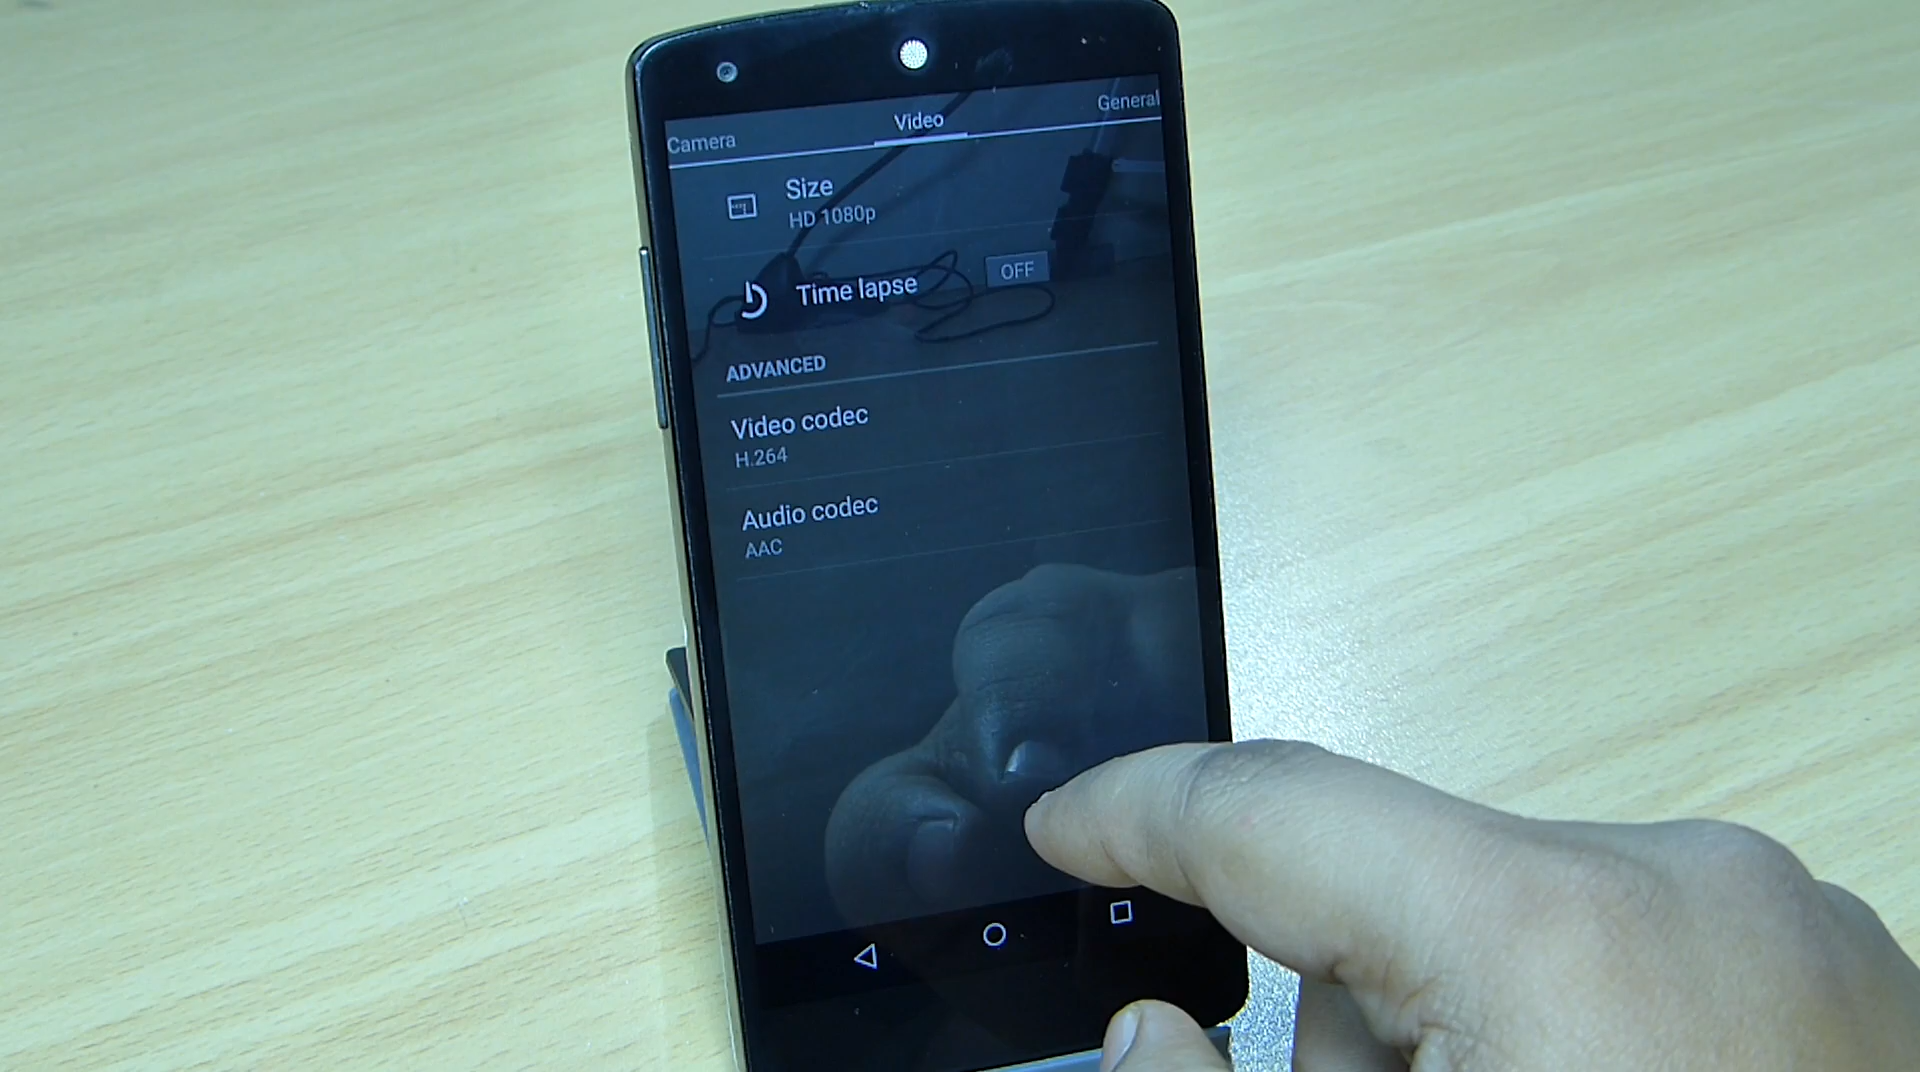 Camera
Video
General
Size
HD 1080p
Time lapse
OFF
ADVANCED
Video codec
H.264
Audio codec
AAC